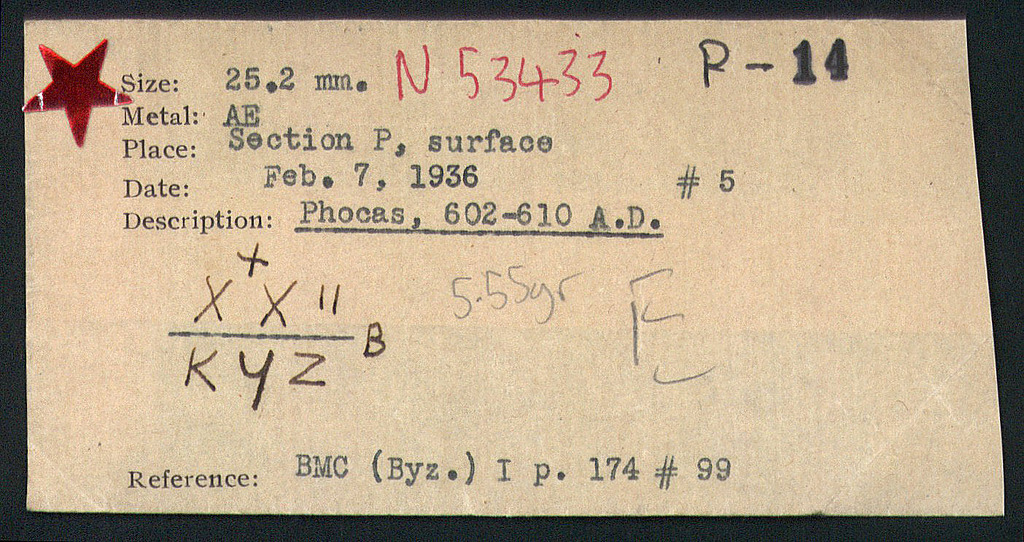 Size: 25.2 mm. N 53433 P - 14
Metal: AE
Place: Section P, surface
Date: Feb. 7, 1936 # 5
Description: Phocas, 602-610 A.D.
+
X X II
B
K Y Z
5.55gr
Reference: BMC (Byz.) I p. 174 # 99